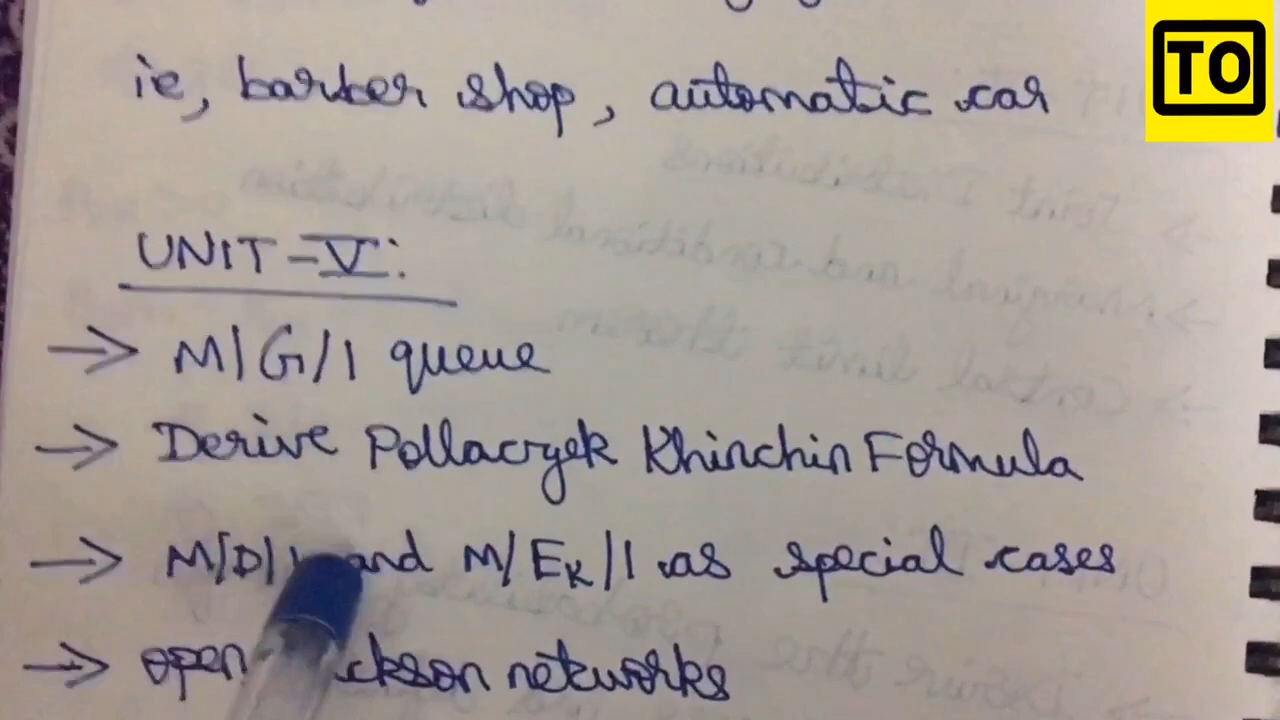 TO
ie, barber shop, automatic car
UNIT-V:
→ M/G/1 queue
→ Derive Pollaczek Khinchin Formula
→ M/D/1 and M/Ek/1 as special cases
→ open networks